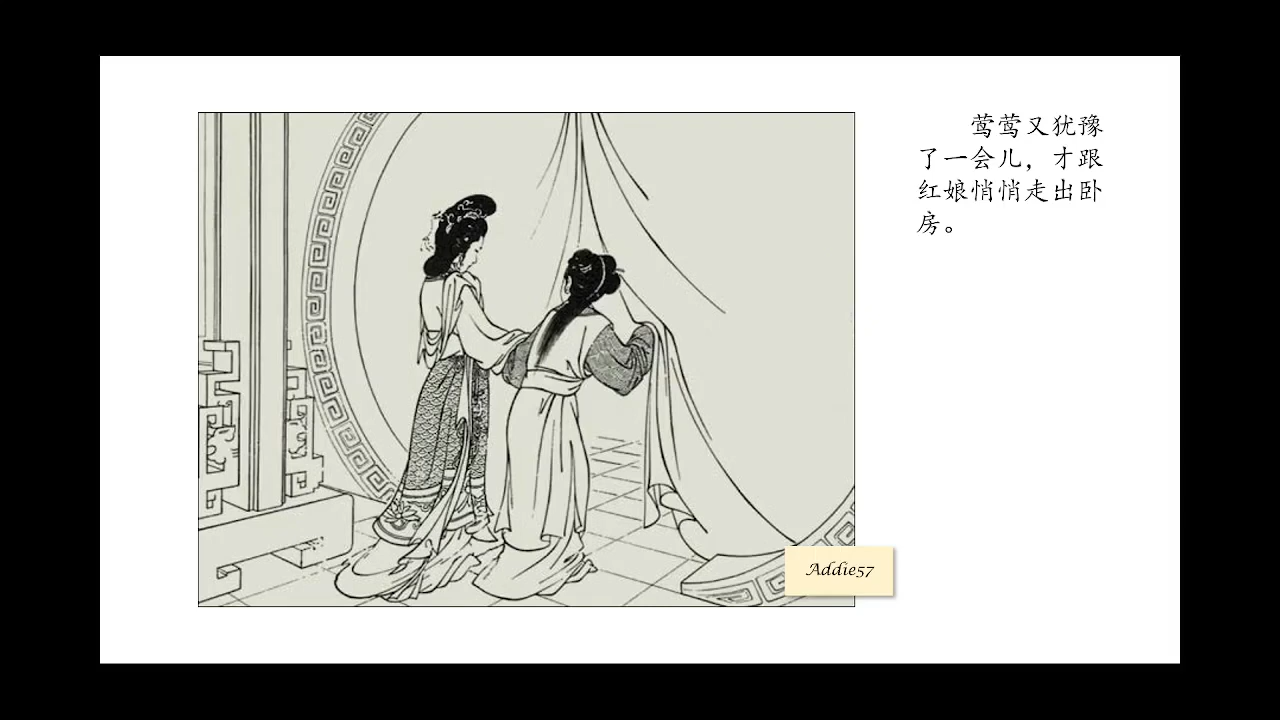 莺莺又犹豫
了一会儿，才跟
红娘悄悄走出卧
房。
Addie57